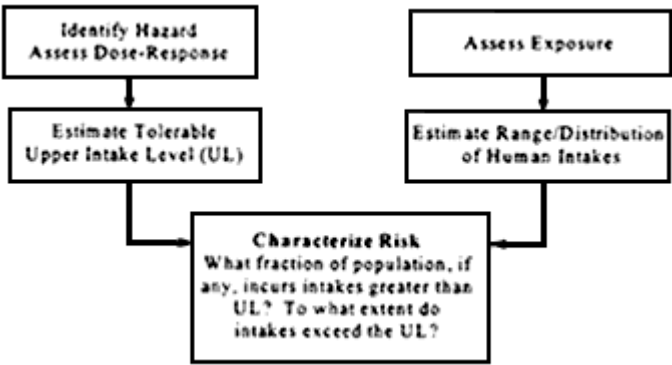 Identify Hazard
Assess Dose-Response
Assess Exposure
Estimate Tolerable
Upper Intake Level (UL)
Estimate Range/Distribution
of Human Intakes
Characterize Risk
What fraction of population, if
any, incurs intakes greater than
UL? To what extent do
intakes exceed the UL?